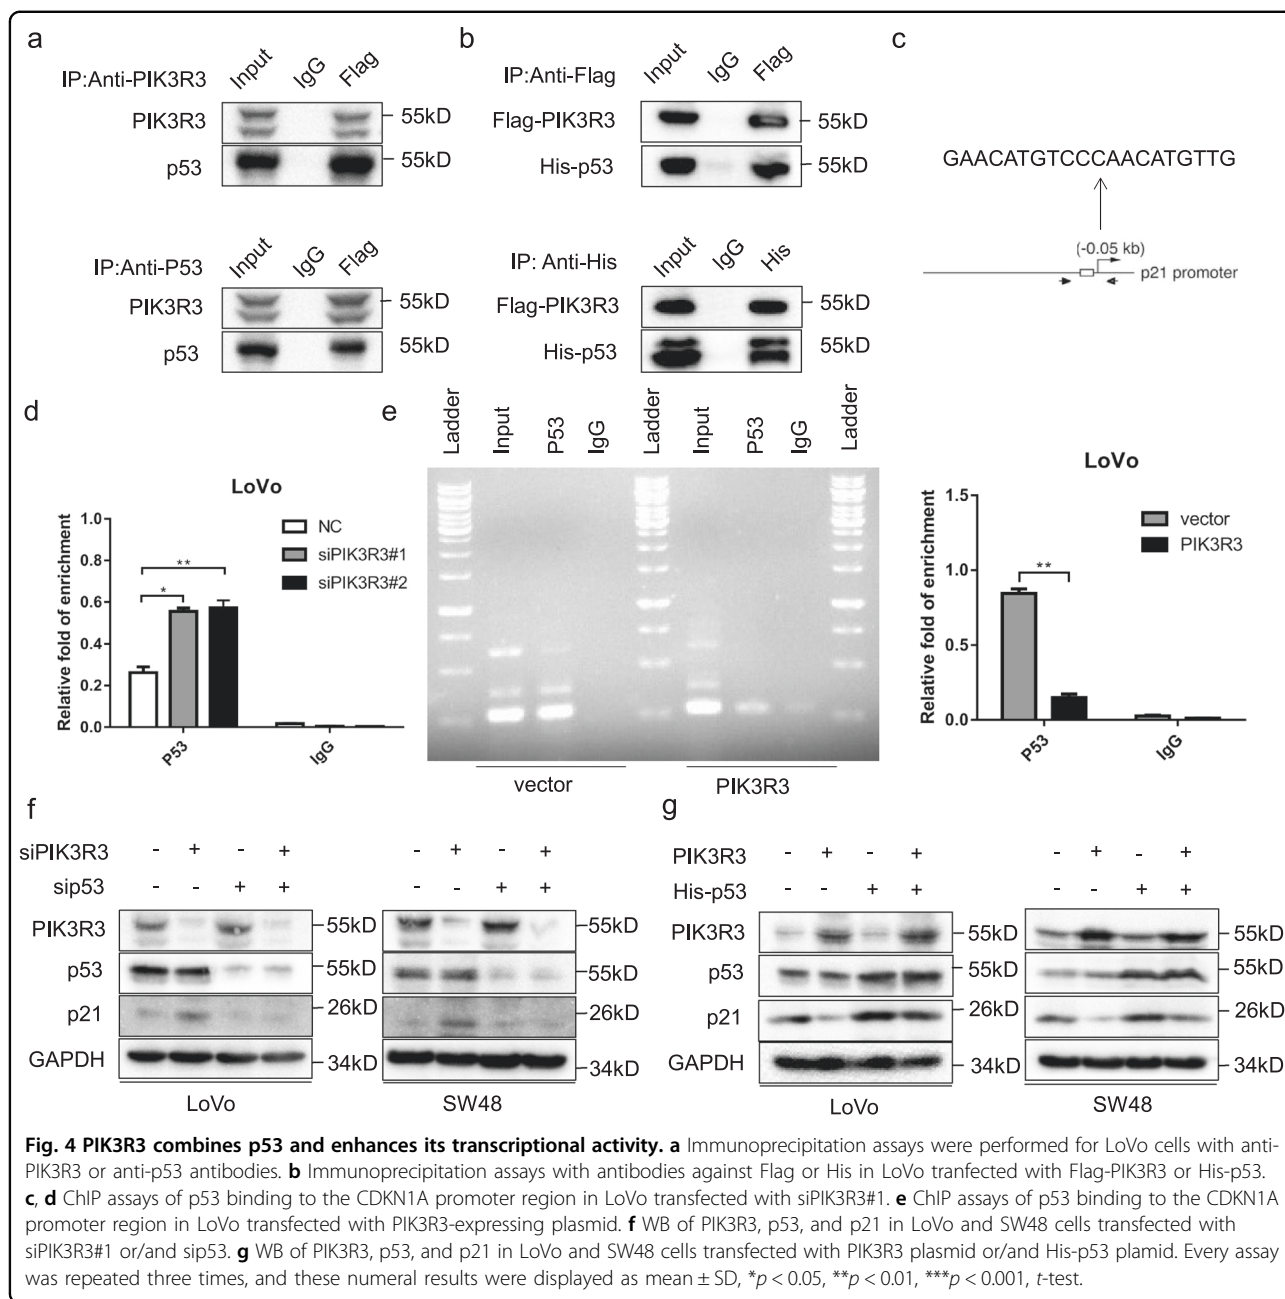 a
IP:Anti-PIK3R3
Input IgG Flag
PIK3R3
55kD
p53
55kD
IP:Anti-P53
Input IgG Flag
PIK3R3
55kD
p53
55kD
b
IP:Anti-Flag
Input IgG Flag
Flag-PIK3R3
55kD
His-p53
55kD
IP: Anti-His
Input IgG His
Flag-PIK3R3
55kD
His-p53
55kD
c
GAACATGTCCCAACATGTTG
(-0.05 kb)
p21 promoter
d
LoVo
Relative fold of enrichment
1.0
0.8
0.6
0.4
0.2
0.0
NC
siPIK3R3#1
siPIK3R3#2
**
*
P53 IgG
e
Ladder Input P53 IgG Ladder Input P53 IgG Ladder
vector PIK3R3
LoVo
Relative fold of enrichment
1.5
1.0
0.5
0.0
vector
PIK3R3
**
P53 IgG
f
siPIK3R3 - + - + - + - +
sip53 - - + + - - + +
PIK3R3 55kD 55kD
p53 55kD 55kD
p21 26kD 26kD
GAPDH 34kD 34kD
LoVo SW48
g
PIK3R3 - + - + - + - +
His-p53 - - + + - - + +
PIK3R3 55kD 55kD
p53 55kD 55kD
p21 26kD 26kD
GAPDH 34kD 34kD
LoVo SW48
Fig. 4 PIK3R3 combines p53 and enhances its transcriptional activity. a Immunoprecipitation assays were performed for LoVo cells with anti-
PIK3R3 or anti-p53 antibodies. b Immunoprecipitation assays with antibodies against Flag or His in LoVo tranfected with Flag-PIK3R3 or His-p53.
c, d ChIP assays of p53 binding to the CDKN1A promoter region in LoVo transfected with siPIK3R3#1. e ChIP assays of p53 binding to the CDKN1A
promoter region in LoVo transfected with PIK3R3-expressing plasmid. f WB of PIK3R3, p53, and p21 in LoVo and SW48 cells transfected with
siPIK3R3#1 or/and sip53. g WB of PIK3R3, p53, and p21 in LoVo and SW48 cells transfected with PIK3R3 plasmid or/and His-p53 plamid. Every assay
was repeated three times, and these numeral results were displayed as mean ± SD, *p < 0.05, **p < 0.01, ***p < 0.001, t-test.